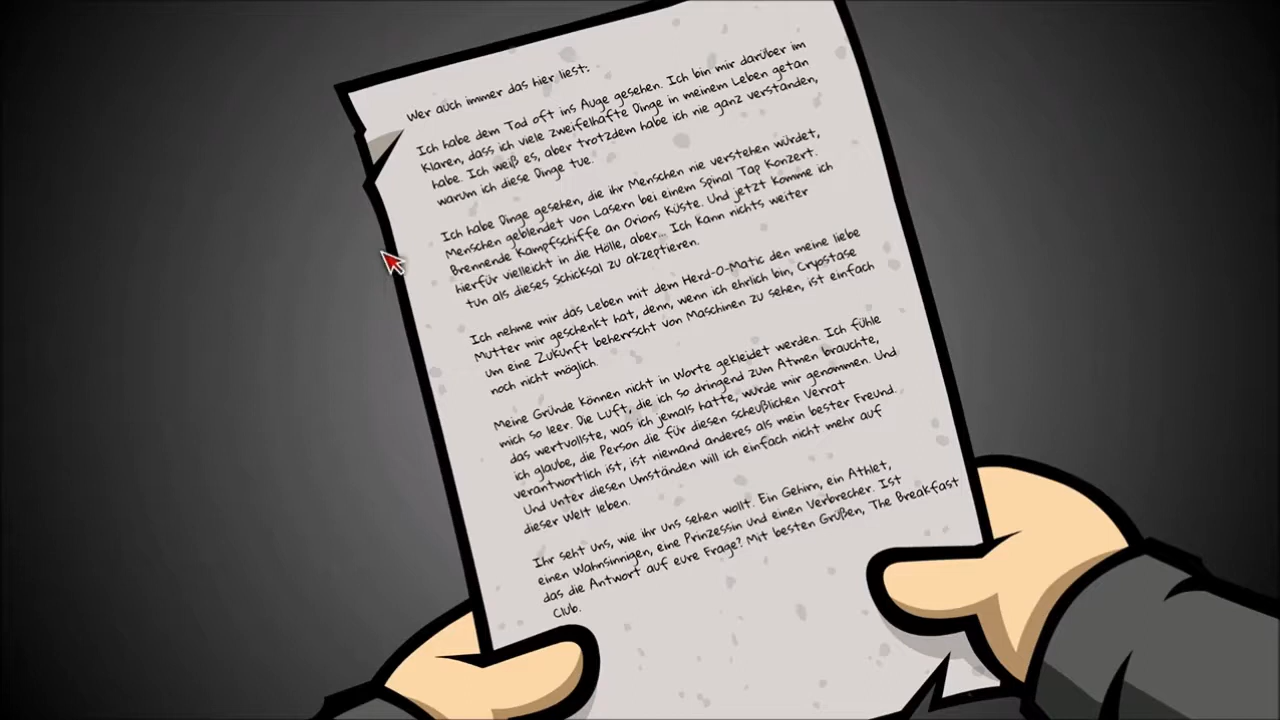 Wer auch immer das hier liest:
Ich habe dem Tod oft ins Auge gesehen. Ich bin mir darüber im
Klaren, dass ich viele zweifelhafte Dinge in meinem Leben getan
habe. Ich weiß es, aber trotzdem habe ich nie ganz verstanden,
warum ich diese Dinge tue.
Ich habe Dinge gesehen, die ihr Menschen nie verstehen würdet,
Menschen geblendet von Lasern bei einem Spinal Tap Konzert.
Brennende Kampfschiffe an Orions Küste. Und jetzt komme ich
hierfür vielleicht in die Hölle, aber... Ich kann nichts weiter
tun als dieses Schicksal zu akzeptieren.
Ich nehme mir das Leben mit dem Herd-O-Matic den meine liebe
Mutter mir geschenkt hat, denn, wenn ich ehrlich bin, Cryostase
um eine Zukunft beherrscht von Maschinen zu sehen, ist einfach
noch nicht möglich.
Meine Gründe können nicht in Worte gekleidet werden. Ich fühle
mich so leer. Die Luft, die ich so dringend zum Atmen brauchte,
das wertvollste, was ich jemals hatte, wurde mir genommen. Und
ich glaube, die Person die für diesen scheußlichen Verrat
verantwortlich ist, ist niemand anderes als mein bester Freund.
Und unter diesen Umständen will ich einfach nicht mehr auf
dieser Welt leben.
Ihr seht uns, wie ihr uns sehen wollt. Ein Gehirn, ein Athlet,
einen Wahnsinnigen, eine Prinzessin und einen Verbrecher. Ist
das die Antwort auf eure Frage? Mit besten Grüßen, The Breakfast
Club.